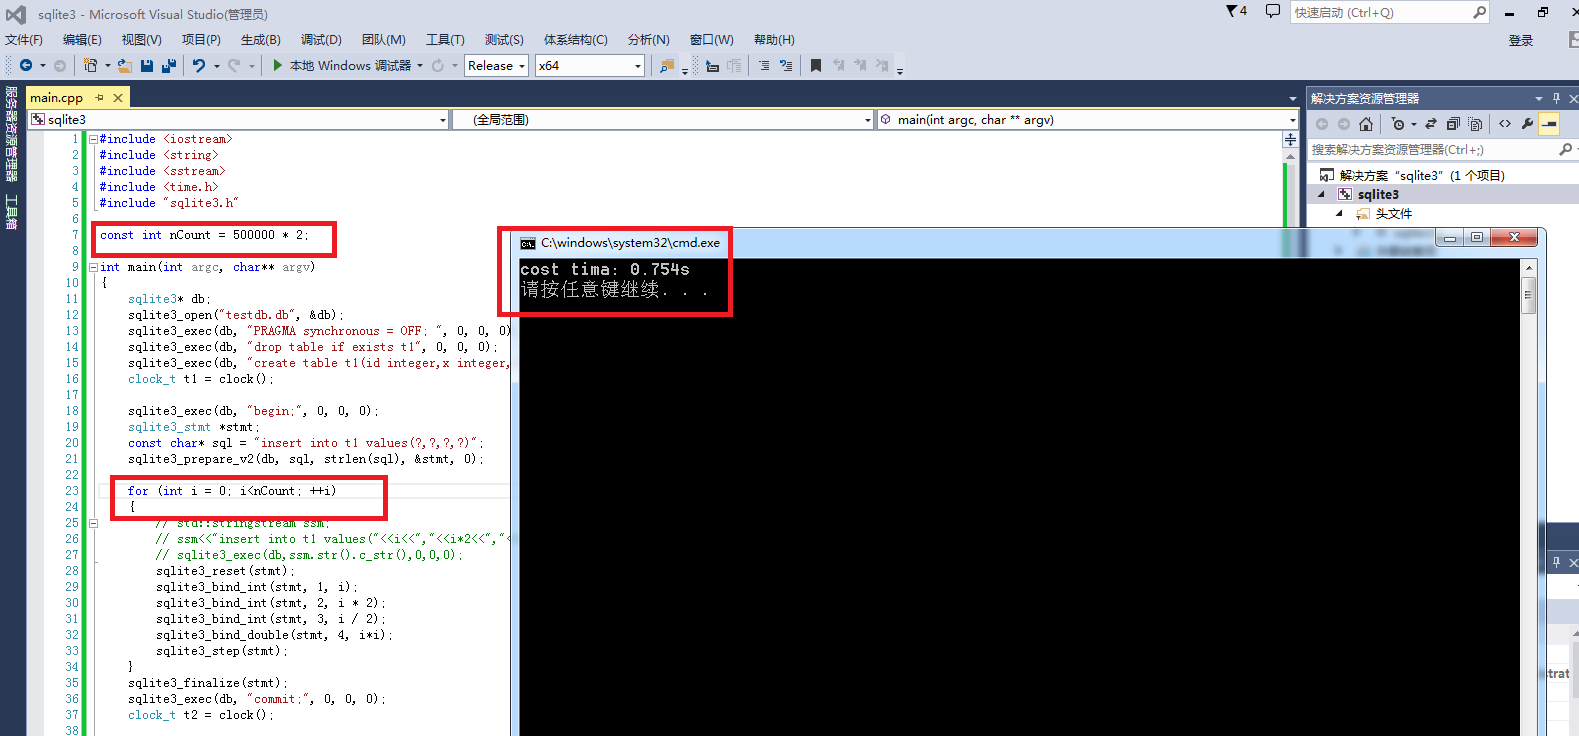 sqlite3 - Microsoft Visual Studio(管理员)
4
快速启动 (Ctrl+Q)
文件(F) 编辑(E) 视图(V) 项目(P) 生成(B) 调试(D) 团队(M) 工具(T) 测试(S) 体系结构(C) 分析(N) 窗口(W) 帮助(H)
登录
本地 Windows 调试器 Release x64
服务器资源管理器
工具箱
main.cpp
sqlite3 (全局范围) main(int argc, char ** argv)
1 #include <iostream>
2 #include <string>
3 #include <sstream>
4 #include <time.h>
5 #include "sqlite3.h"
6
7 const int nCount = 500000 * 2;
8
9 int main(int argc, char** argv)
10 {
11 sqlite3* db;
12 sqlite3_open("testdb.db", &db);
13 sqlite3_exec(db, "PRAGMA synchronous = OFF; ", 0, 0, 0)
14 sqlite3_exec(db, "drop table if exists t1", 0, 0, 0);
15 sqlite3_exec(db, "create table t1(id integer,x integer,
16 clock_t t1 = clock();
17
18 sqlite3_exec(db, "begin;", 0, 0, 0);
19 sqlite3_stmt *stmt;
20 const char* sql = "insert into t1 values(?,?,?,?)";
21 sqlite3_prepare_v2(db, sql, strlen(sql), &stmt, 0);
22
23 for (int i = 0; i<nCount; ++i)
24 {
25 // std::stringstream ssm;
26 // ssm<<"insert into t1 values("<<i<<","<<i*2<<","<
27 // sqlite3_exec(db,ssm.str().c_str(),0,0,0);
28 sqlite3_reset(stmt);
29 sqlite3_bind_int(stmt, 1, i);
30 sqlite3_bind_int(stmt, 2, i * 2);
31 sqlite3_bind_int(stmt, 3, i / 2);
32 sqlite3_bind_double(stmt, 4, i*i);
33 sqlite3_step(stmt);
34 }
35 sqlite3_finalize(stmt);
36 sqlite3_exec(db, "commit;", 0, 0, 0);
37 clock_t t2 = clock();
38
C:\windows\system32\cmd.exe
cost tima: 0.754s
请按任意键继续. . .
解决方案资源管理器
搜索解决方案资源管理器(Ctrl+;)
解决方案 "sqlite3" (1 个项目)
sqlite3
头文件
strat